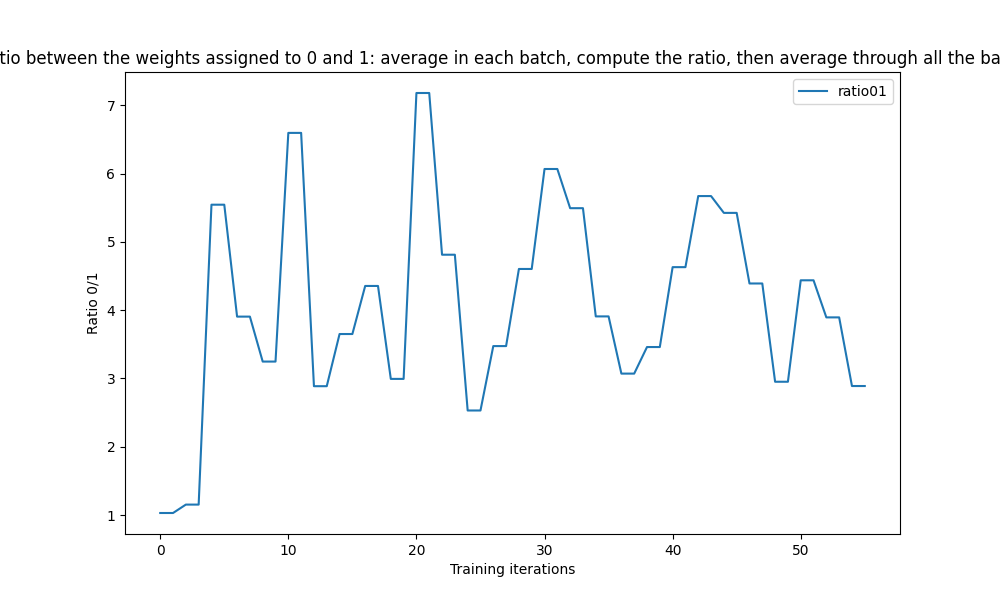 tio between the weights assigned to 0 and 1: average in each batch, compute the ratio, then average through all the ba
ratio01
7
6
5
4
3
2
1
Ratio 0/1
0 10 20 30 40 50
Training iterations